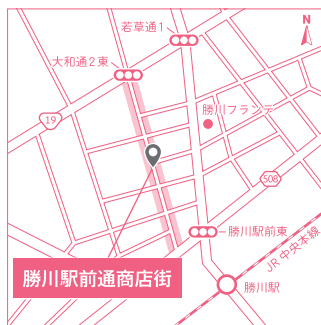 若草通1
N
大和通2東
勝川フランテ
19
508
勝川駅前東
JR中央本線
勝川駅前通商店街
勝川駅